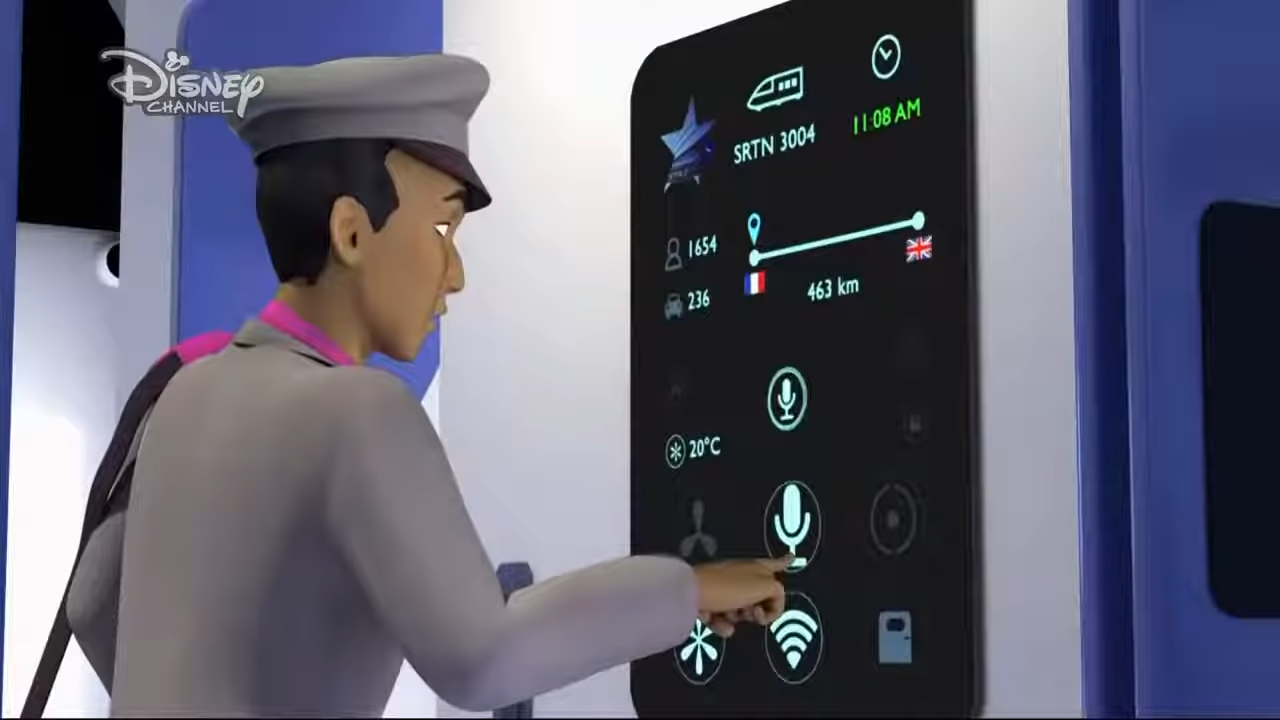 DISNEY
CHANNEL
11:08 AM
SRTN 3004
1654
236
463 km
20°C